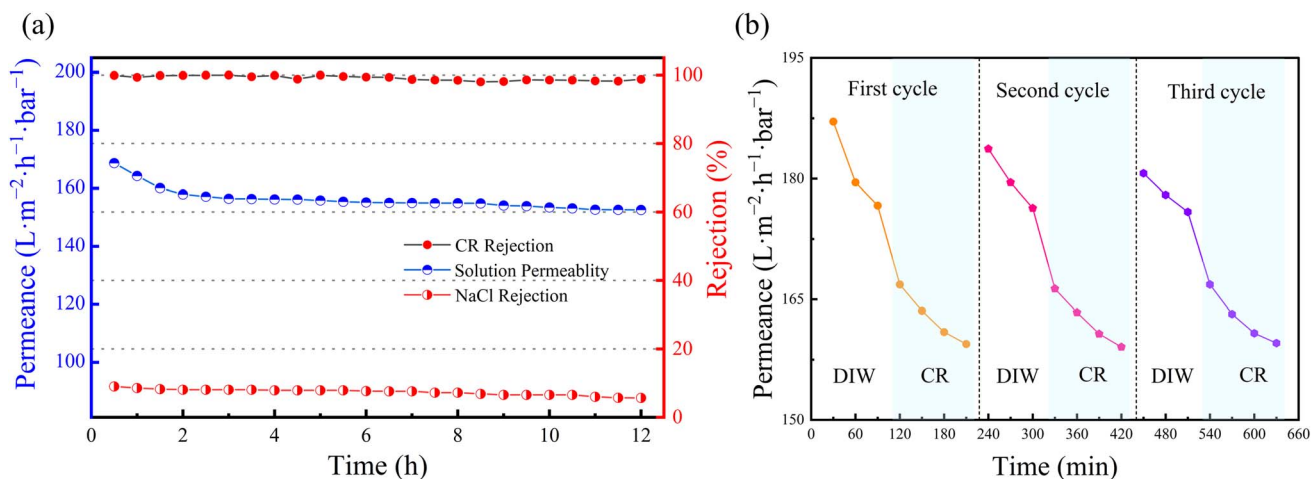 (a)
200
180
160
140
120
100
Permeance (L·m⁻²·h⁻¹·bar⁻¹)
CR Rejection
Solution Permeablity
NaCl Rejection
100
80
60
40
20
0
Rejection (%)
0 2 4 6 8 10 12
Time (h)
(b)
195
180
165
150
Permeance (L·m⁻²·h⁻¹·bar⁻¹)
First cycle Second cycle Third cycle
DIW CR DIW CR DIW CR
0 60 120 180 240 300 360 420 480 540 600 660
Time (min)